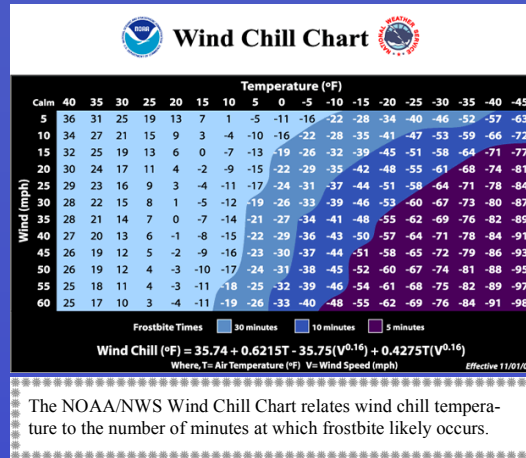 NOAA
NATIONAL WEATHER SERVICE
Wind Chill Chart
Temperature (ºF)
Calm 40 35 30 25 20 15 10 5 0 -5 -10 -15 -20 -25 -30 -35 -40 -45
5 36 31 25 19 13 7 1 -5 -11 -16 -22 -28 -34 -40 -46 -52 -57 -63
10 34 27 21 15 9 3 -4 -10 -16 -22 -28 -35 -41 -47 -53 -59 -66 -72
15 32 25 19 13 6 0 -7 -13 -19 -26 -32 -39 -45 -51 -58 -64 -71 -77
20 30 24 17 11 4 -2 -9 -15 -22 -29 -35 -42 -48 -55 -61 -68 -74 -81
25 29 23 16 9 3 -4 -11 -17 -24 -31 -37 -44 -51 -58 -64 -71 -78 -84
30 28 22 15 8 1 -5 -12 -19 -26 -33 -39 -46 -53 -60 -67 -73 -80 -87
35 28 21 14 7 0 -7 -14 -21 -27 -34 -41 -48 -55 -62 -69 -76 -82 -89
40 27 20 13 6 -1 -8 -15 -22 -29 -36 -43 -50 -57 -64 -71 -78 -84 -91
45 26 19 12 5 -2 -9 -16 -23 -30 -37 -44 -51 -58 -65 -72 -79 -86 -93
50 26 19 12 4 -3 -10 -17 -24 -31 -38 -45 -52 -60 -67 -74 -81 -88 -95
55 25 18 11 4 -3 -11 -18 -25 -32 -39 -46 -54 -61 -68 -75 -82 -89 -97
60 25 17 10 3 -4 -11 -19 -26 -33 -40 -48 -55 -62 -69 -76 -84 -91 -98
Wind (mph)
Frostbite Times 30 minutes 10 minutes 5 minutes
Wind Chill (ºF) = 35.74 + 0.6215T - 35.75(V0.16) + 0.4275T(V0.16)
Where, T= Air Temperature (ºF) V= Wind Speed (mph) Effective 11/01/0
The NOAA/NWS Wind Chill Chart relates wind chill tempera-
ture to the number of minutes at which frostbite likely occurs.